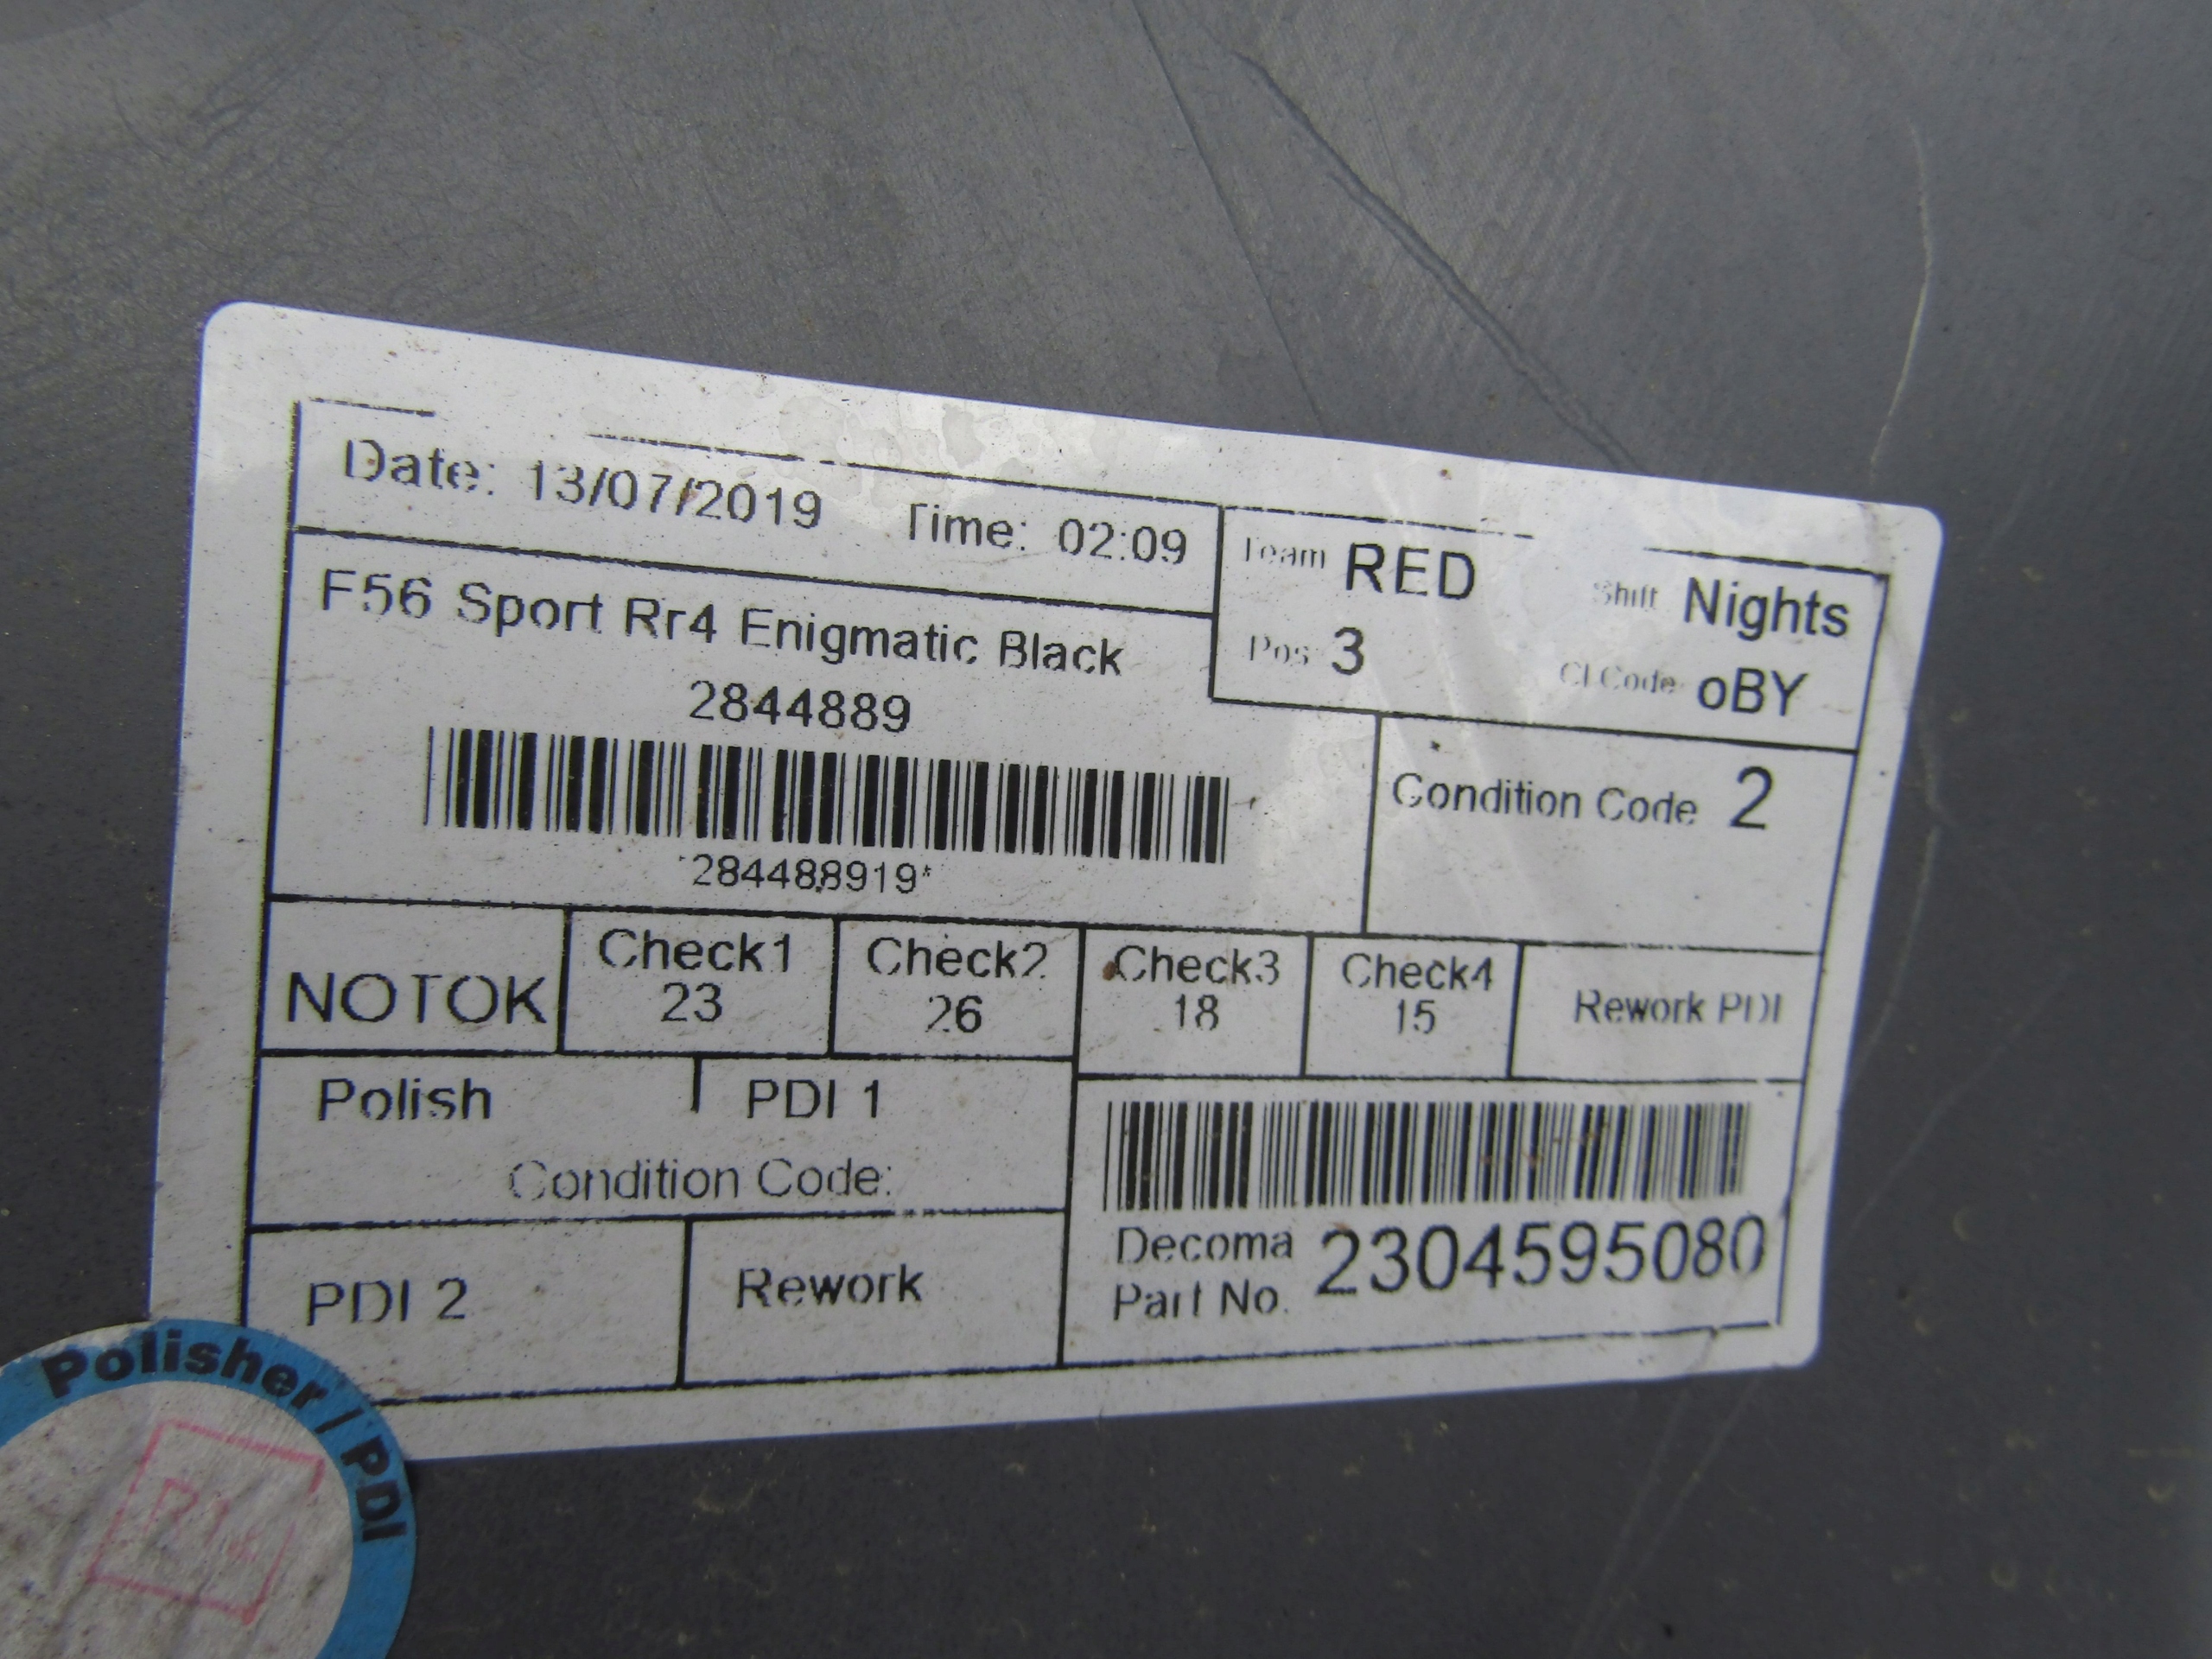 Date: 13/07/2019 Time: 02:09
Team RED Shift Nights
Pos 3 Cl Code oBY
F56 Sport Rr4 Enigmatic Black
2844889
*284488919*
Condition Code 2
NOTOK
Check1
23
Check2
26
Check3
18
Check4
15
Rework PDI
Polish PDI 1
Condition Code:
PDI 2 Rework
Decoma
Part No. 2304595080
Polisher / PDI